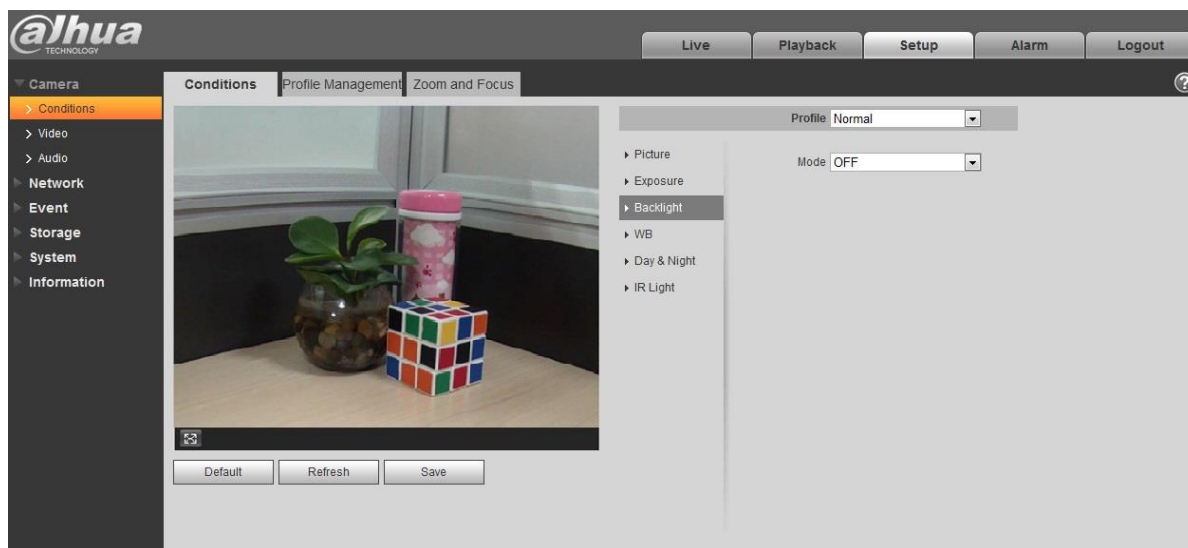 alhua
TECHNOLOGY
Live
Playback
Setup
Alarm
Logout
Camera
Conditions
Video
Audio
Network
Event
Storage
System
Information
Conditions
Profile Management
Zoom and Focus
?
Profile Normal
Picture
Exposure
Backlight
WB
Day & Night
IR Light
Mode OFF
Default
Refresh
Save